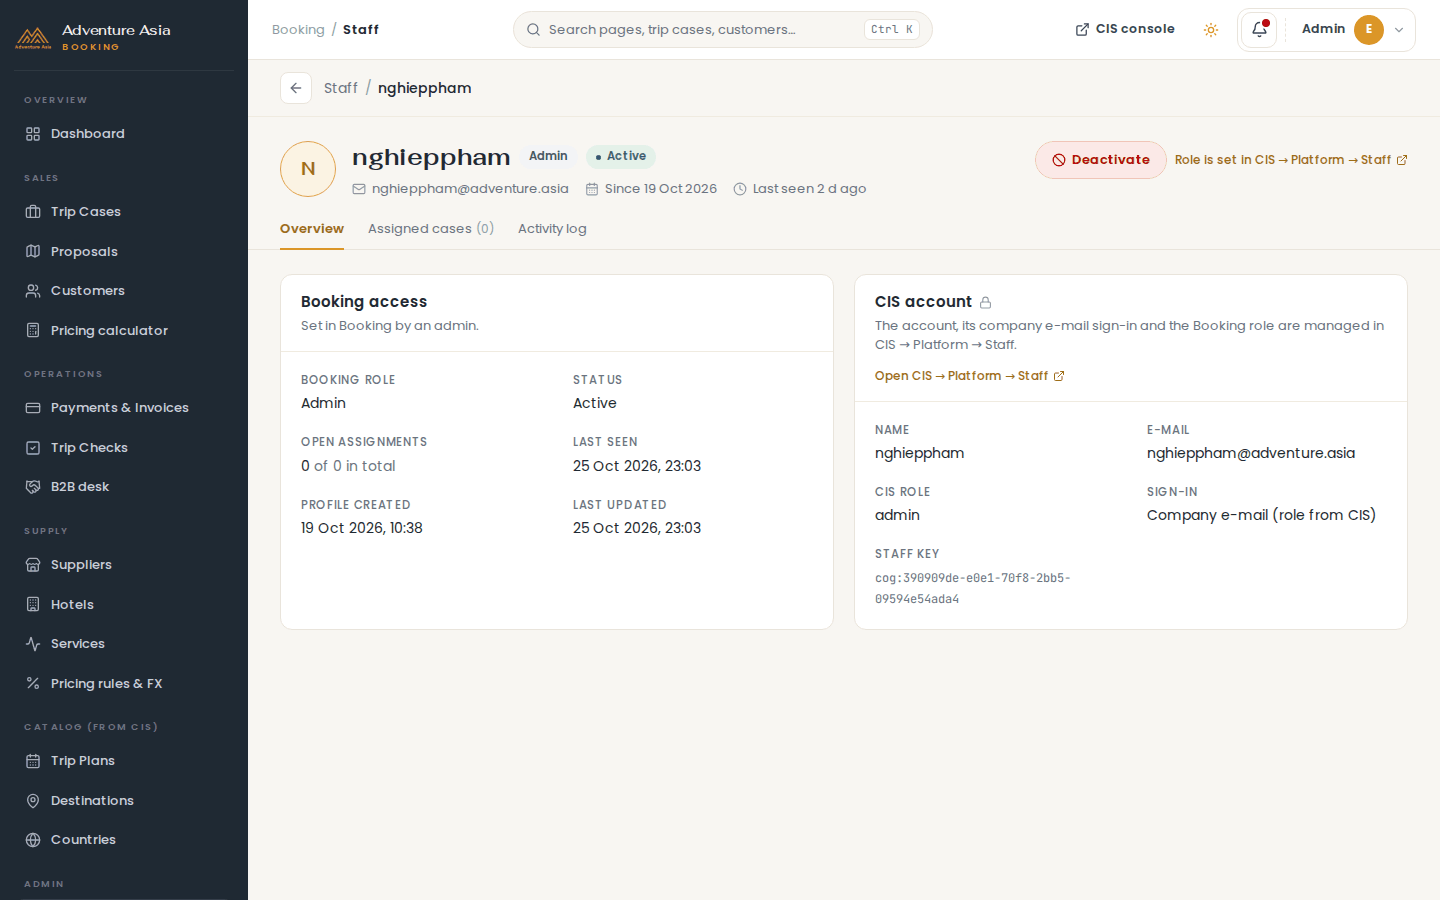 Adventure Asia
BOOKING
Adventure Asia
OVERVIEW
Dashboard
SALES
Trip Cases
Proposals
Customers
Pricing calculator
OPERATIONS
Payments & Invoices
Trip Checks
B2B desk
SUPPLY
Suppliers
Hotels
Services
Pricing rules & FX
CATALOG (FROM CIS)
Trip Plans
Destinations
Countries
ADMIN
Booking / Staff
Search pages, trip cases, customers…
Ctrl K
CIS console
Admin
E
Staff / nghieppham
N
nghieppham
Admin
Active
nghieppham@adventure.asia
Since 19 Oct 2026
Last seen 2 d ago
Deactivate
Role is set in CIS → Platform → Staff
Overview
Assigned cases (0)
Activity log
Booking access
Set in Booking by an admin.
BOOKING ROLE
Admin
STATUS
Active
OPEN ASSIGNMENTS
0 of 0 in total
LAST SEEN
25 Oct 2026, 23:03
PROFILE CREATED
19 Oct 2026, 10:38
LAST UPDATED
25 Oct 2026, 23:03
CIS account
The account, its company e-mail sign-in and the Booking role are managed in
CIS → Platform → Staff.
Open CIS → Platform → Staff
NAME
nghieppham
E-MAIL
nghieppham@adventure.asia
CIS ROLE
admin
SIGN-IN
Company e-mail (role from CIS)
STAFF KEY
cog:390909de-e0e1-70f8-2bb5-
09594e54ada4